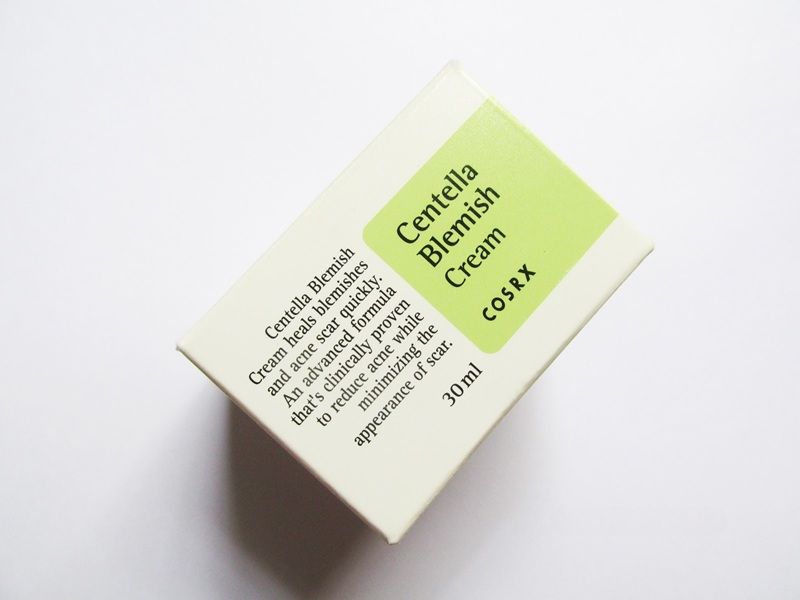 Centella
Blemish
Cream
COSRX
Centella Blemish
Cream heals blemishes
and acne scar quickly.
An advanced formula
that's clinically proven
to reduce acne while
minimizing the
appearance of scar.
30ml